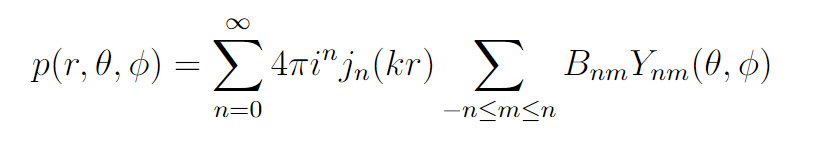 p(r, θ, ϕ) = ∑_{n=0}^{∞} 4πi^n j_n(kr) ∑_{-n≤m≤n} B_{nm}Y_{nm}(θ, ϕ)